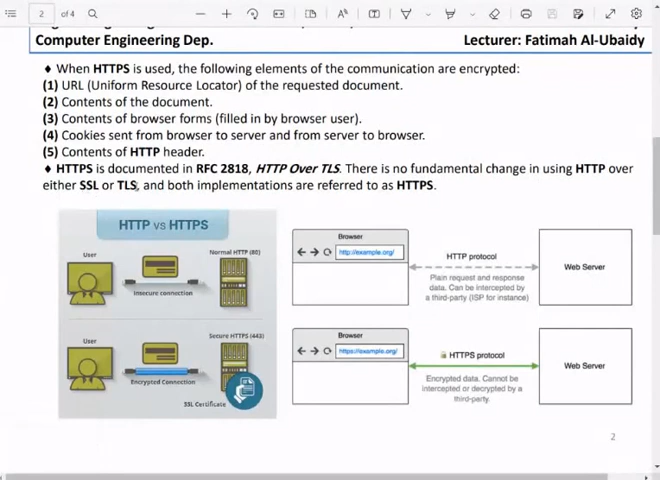 2 of 4
Computer Engineering Dep. Lecturer: Fatimah Al-Ubaidy
♦ When HTTPS is used, the following elements of the communication are encrypted:
(1) URL (Uniform Resource Locator) of the requested document.
(2) Contents of the document.
(3) Contents of browser forms (filled in by browser user).
(4) Cookies sent from browser to server and from server to browser.
(5) Contents of HTTP header.
♦ HTTPS is documented in RFC 2818, HTTP Over TLS. There is no fundamental change in using HTTP over
either SSL or TLS, and both implementations are referred to as HTTPS.
HTTP VS HTTPS
User
Normal HTTP (80)
Insecure connection
User
Secure HTTPS (443)
Encrypted Connection
SSL Certificate
Browser
http://example.org/
HTTP protocol
Plain request and response
data. Can be intercepted by
a third-party (ISP for instance)
Web Server
Browser
https://example.org/
HTTPS protocol
Encrypted data. Cannot be
intercepted or decrypted by a
third-party.
Web Server
2